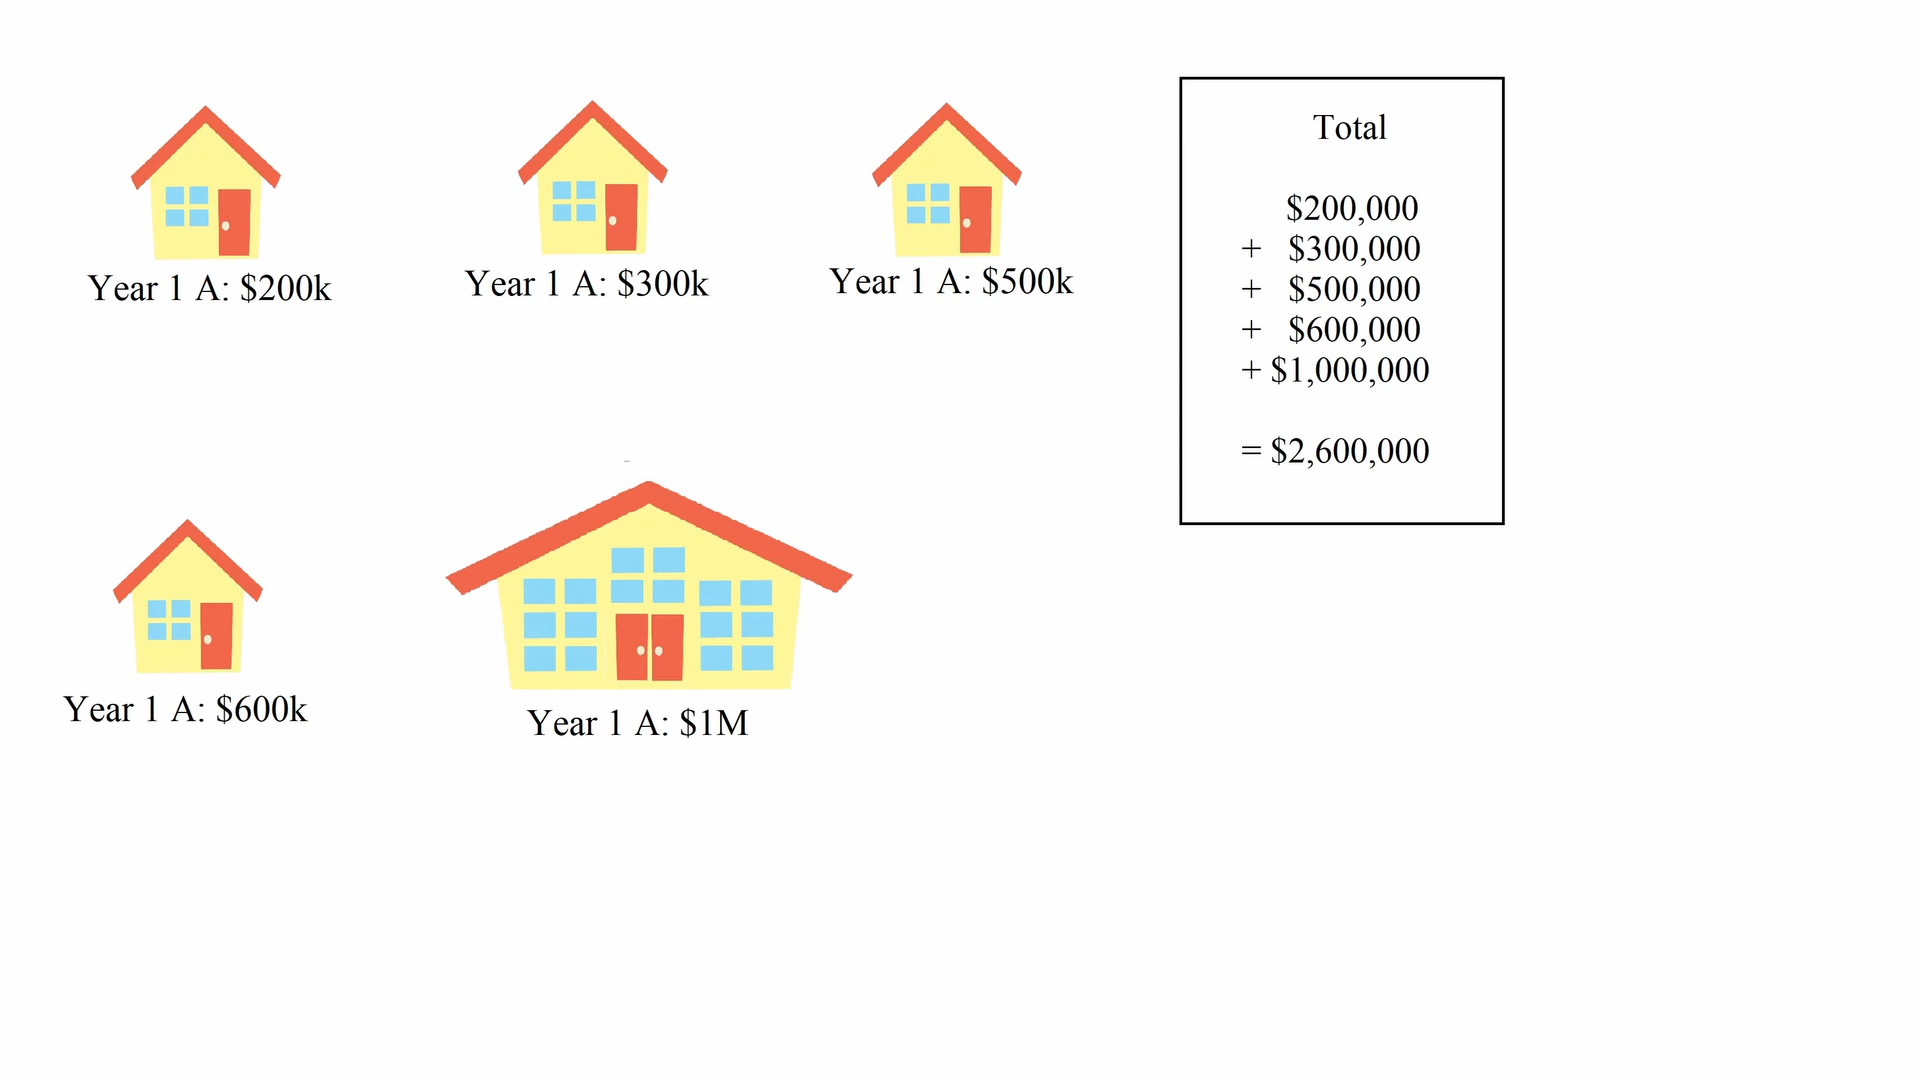 Year 1 A: $200k
Year 1 A: $300k
Year 1 A: $500k
Year 1 A: $600k
Year 1 A: $1M
Total
$200,000
+ $300,000
+ $500,000
+ $600,000
+ $1,000,000
= $2,600,000